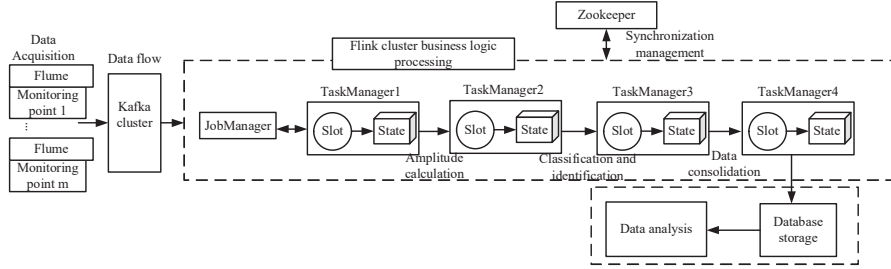 Data
Acquisition
Flume
Monitoring
point 1
...
Flume
Monitoring
point m
Data flow
Kafka
cluster
Flink cluster business logic
processing
Zookeeper
Synchronization
management
JobManager
TaskManager1
Slot
State
Amplitude
calculation
TaskManager2
Slot
State
Classification and
identification
TaskManager3
Slot
State
Data
consolidation
TaskManager4
Slot
State
Data analysis
Database
storage